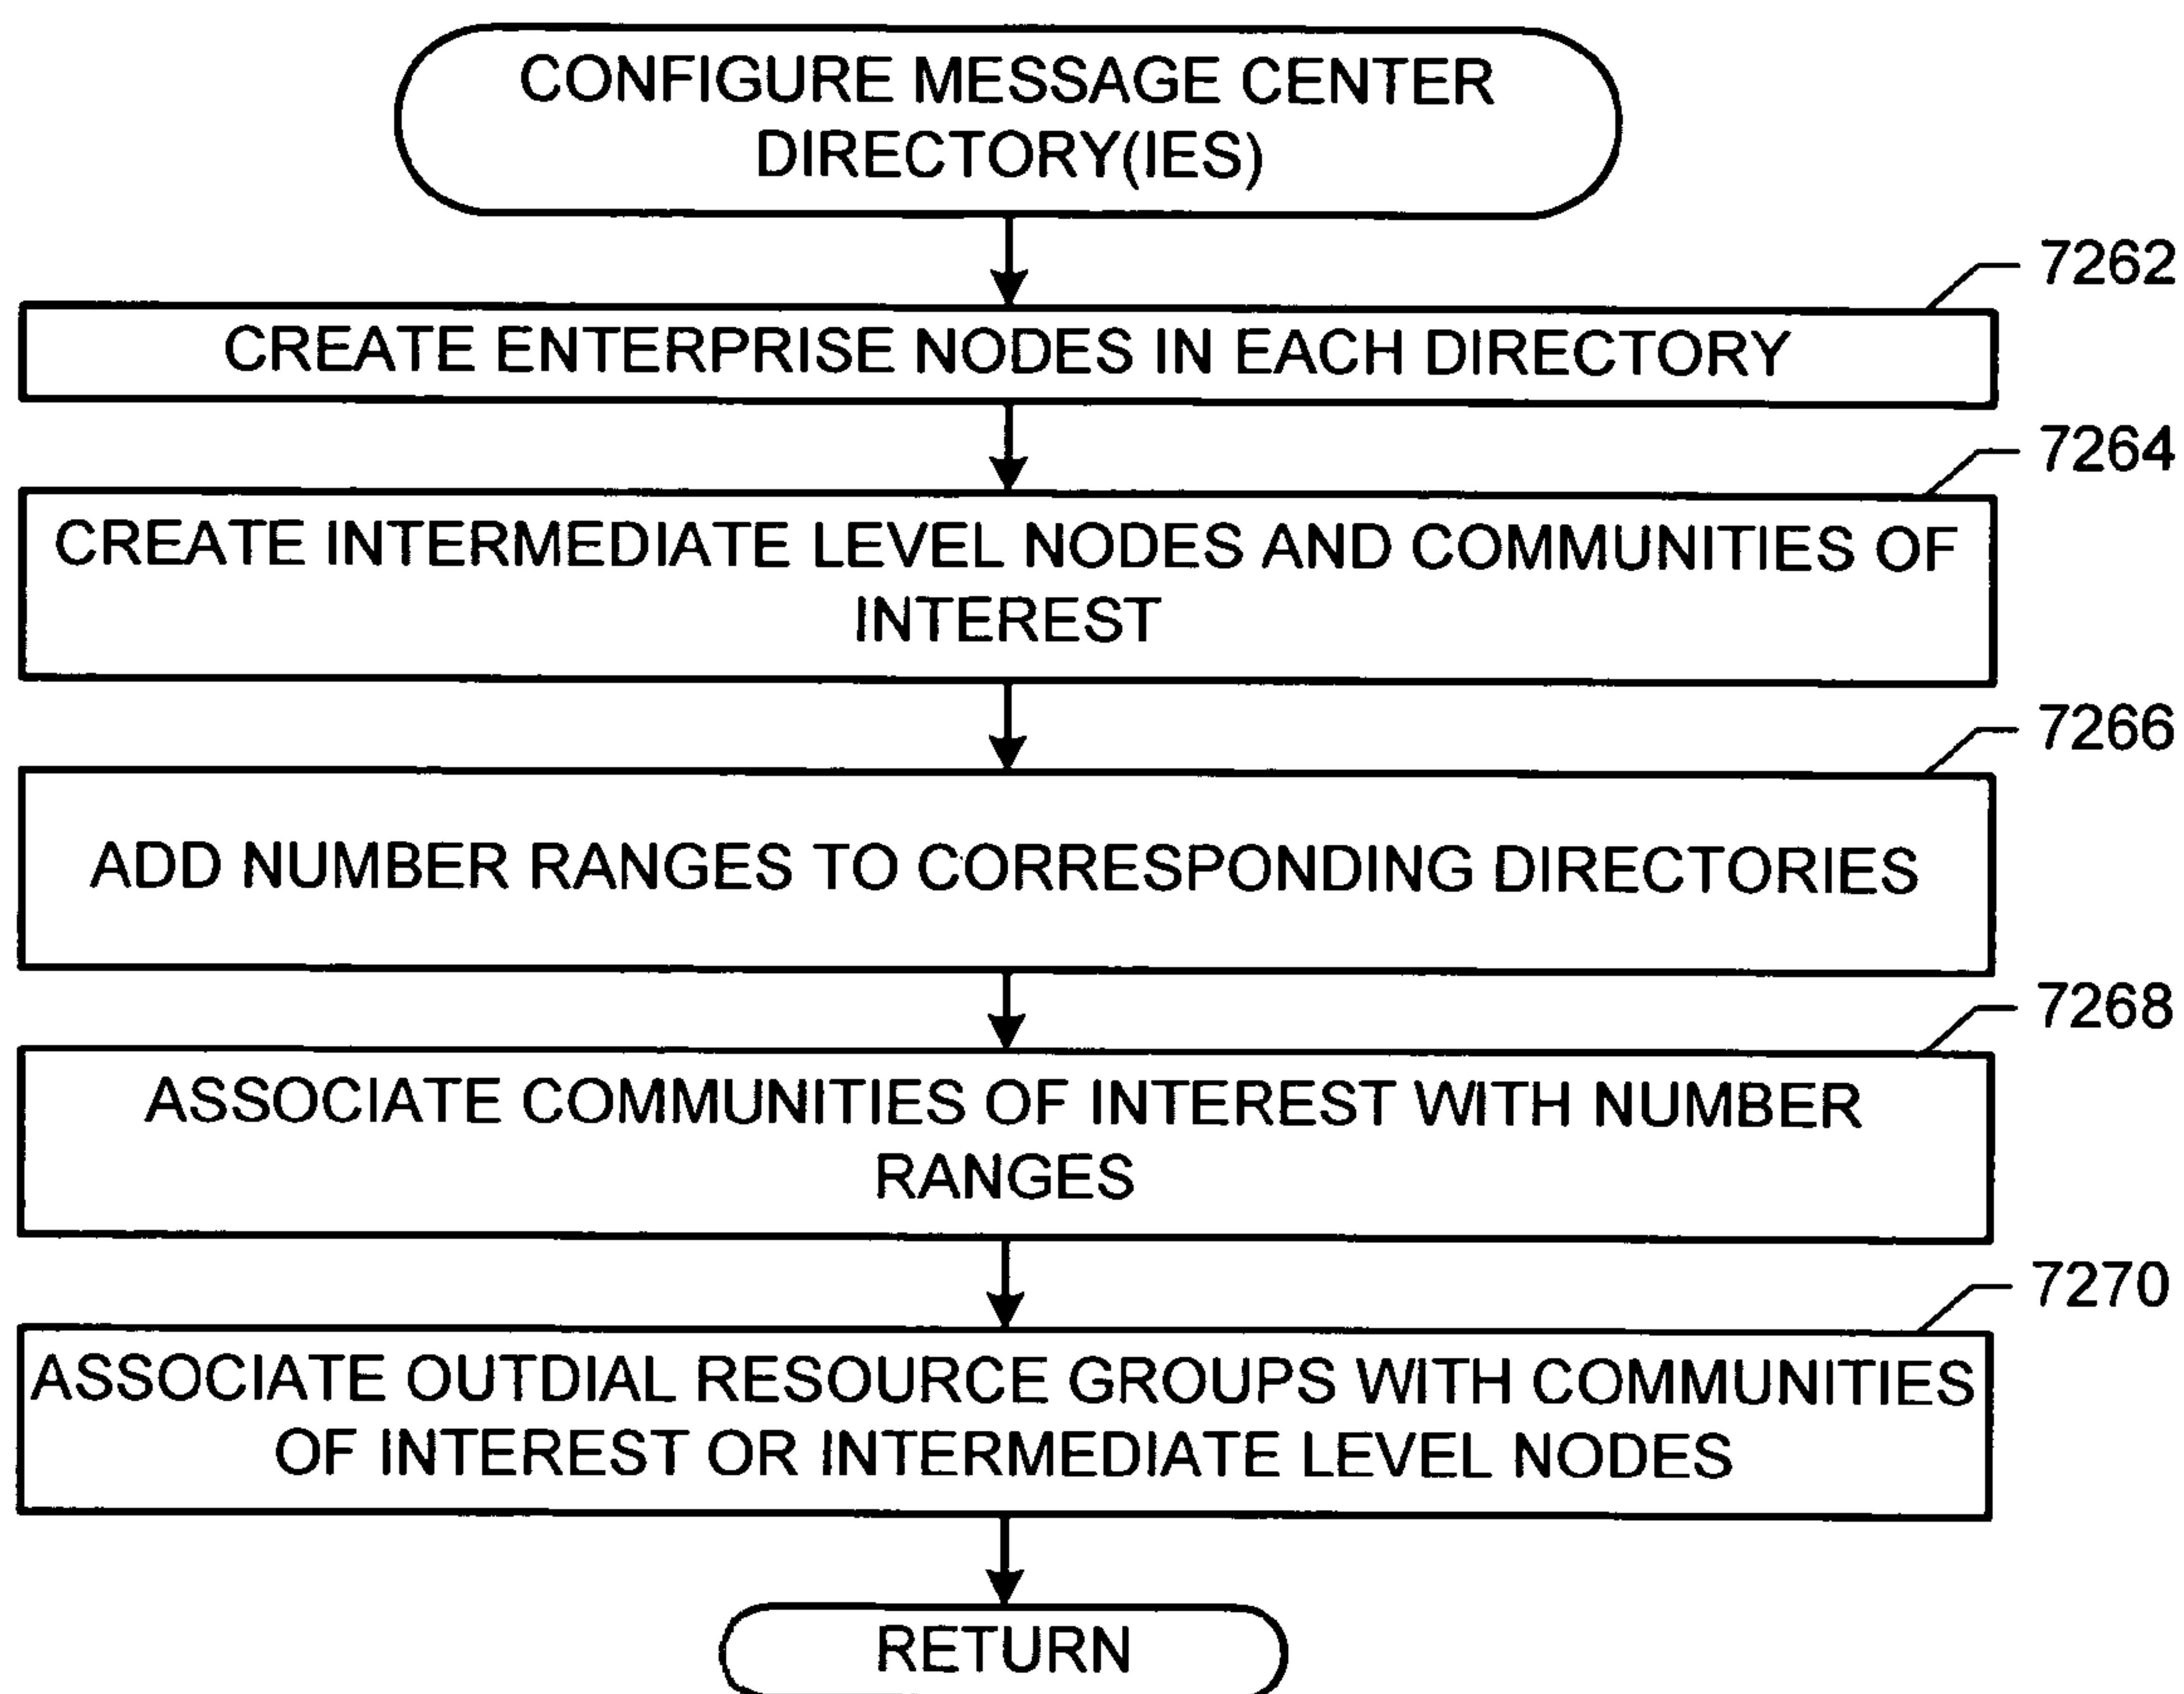 CONFIGURE MESSAGE CENTER
DIRECTORY(IES)
7262
CREATE ENTERPRISE NODES IN EACH DIRECTORY
7264
CREATE INTERMEDIATE LEVEL NODES AND COMMUNITIES OF
INTEREST
7266
ADD NUMBER RANGES TO CORRESPONDING DIRECTORIES
7268
ASSOCIATE COMMUNITIES OF INTEREST WITH NUMBER
RANGES
7270
ASSOCIATE OUTDIAL RESOURCE GROUPS WITH COMMUNITIES
OF INTEREST OR INTERMEDIATE LEVEL NODES
RETURN